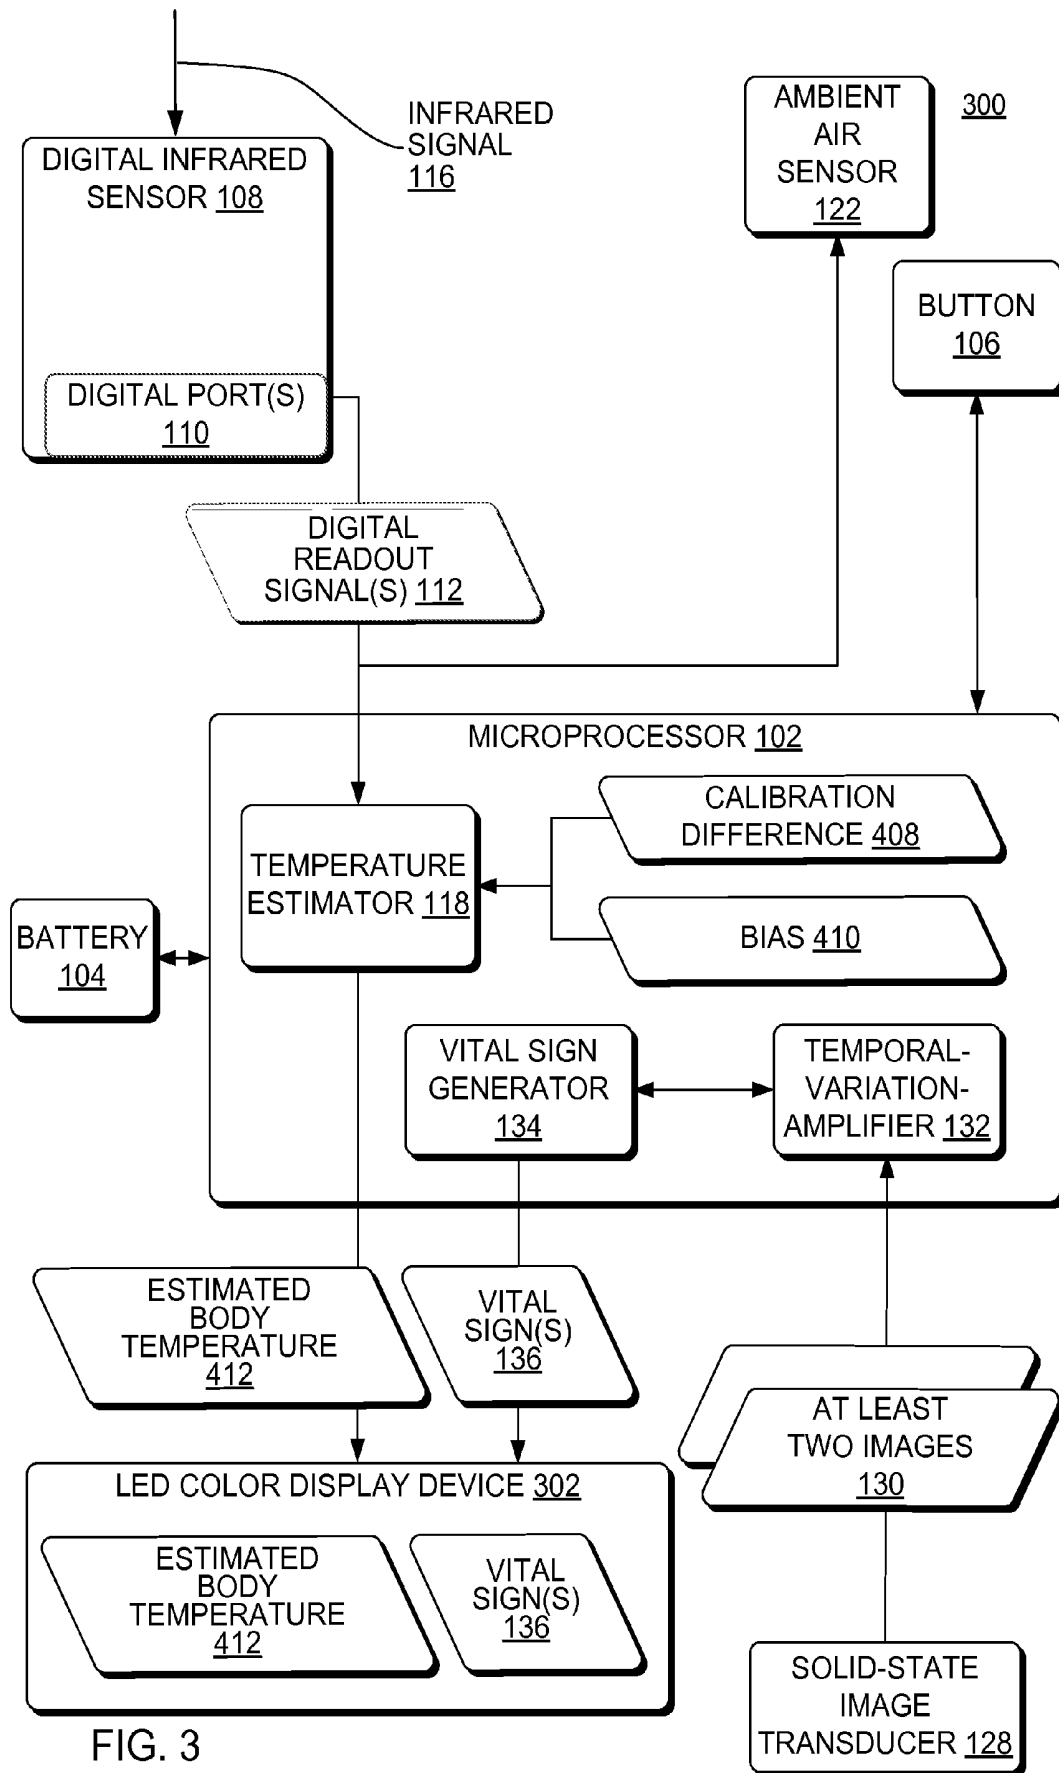 INFRARED
SIGNAL
116
AMBIENT
AIR
SENSOR
122
300
DIGITAL INFRARED
SENSOR 108
BUTTON
106
DIGITAL PORT(S)
110
DIGITAL
READOUT
SIGNAL(S) 112
MICROPROCESSOR 102
CALIBRATION
DIFFERENCE 408
TEMPERATURE
ESTIMATOR 118
BIAS 410
BATTERY
104
VITAL SIGN
GENERATOR
134
TEMPORAL-
VARIATION-
AMPLIFIER 132
ESTIMATED
BODY
TEMPERATURE
412
VITAL
SIGN(S)
136
AT LEAST
TWO IMAGES
130
LED COLOR DISPLAY DEVICE 302
ESTIMATED
BODY
TEMPERATURE
412
VITAL
SIGN(S)
136
SOLID-STATE
IMAGE
TRANSDUCER 128
FIG. 3